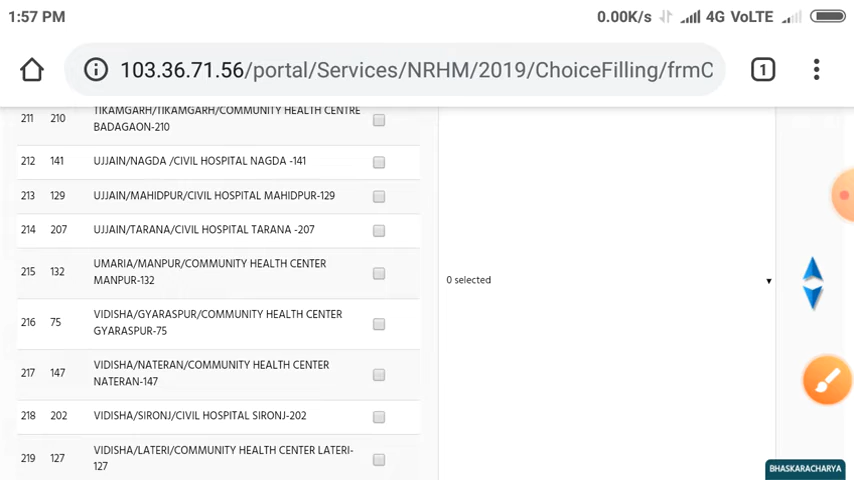 1:57 PM 0.00K/s 4G VoLTE
103.36.71.56/portal/Services/NRHM/2019/ChoiceFilling/frmC 1
211 210 TIKAMGARH/TIKAMGARH/COMMUNITY HEALTH CENTRE
BADAGAON-210
212 141 UJJAIN/NAGDA /CIVIL HOSPITAL NAGDA -141
213 129 UJJAIN/MAHIDPUR/CIVIL HOSPITAL MAHIDPUR-129
214 207 UJJAIN/TARANA/CIVIL HOSPITAL TARANA -207
215 132 UMARIA/MANPUR/COMMUNITY HEALTH CENTER
MANPUR-132
0 selected
216 75 VIDISHA/GYARASPUR/COMMUNITY HEALTH CENTER
GYARASPUR-75
217 147 VIDISHA/NATERAN/COMMUNITY HEALTH CENTER
NATERAN-147
218 202 VIDISHA/SIRONJ/CIVIL HOSPITAL SIRONJ-202
219 127 VIDISHA/LATERI/COMMUNITY HEALTH CENTER LATERI-
127
BHASKARACHARYA